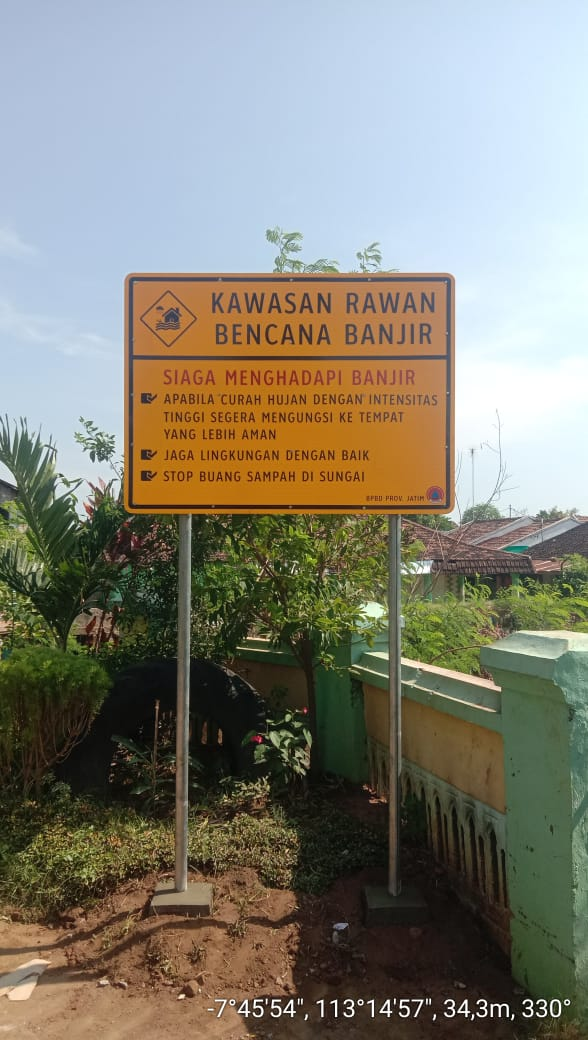 KAWASAN RAWAN
BENCANA BANJIR
SIAGA MENGHADAPI BANJIR
APABILA CURAH HUJAN DENGAN INTENSITAS
TINGGI SEGERA MENGUNGSI KE TEMPAT
YANG LEBIH AMAN
JAGA LINGKUNGAN DENGAN BAIK
STOP BUANG SAMPAH DI SUNGAI
BPBD PROV. JATIM
-7°45'54", 113°14'57", 34,3m, 330°